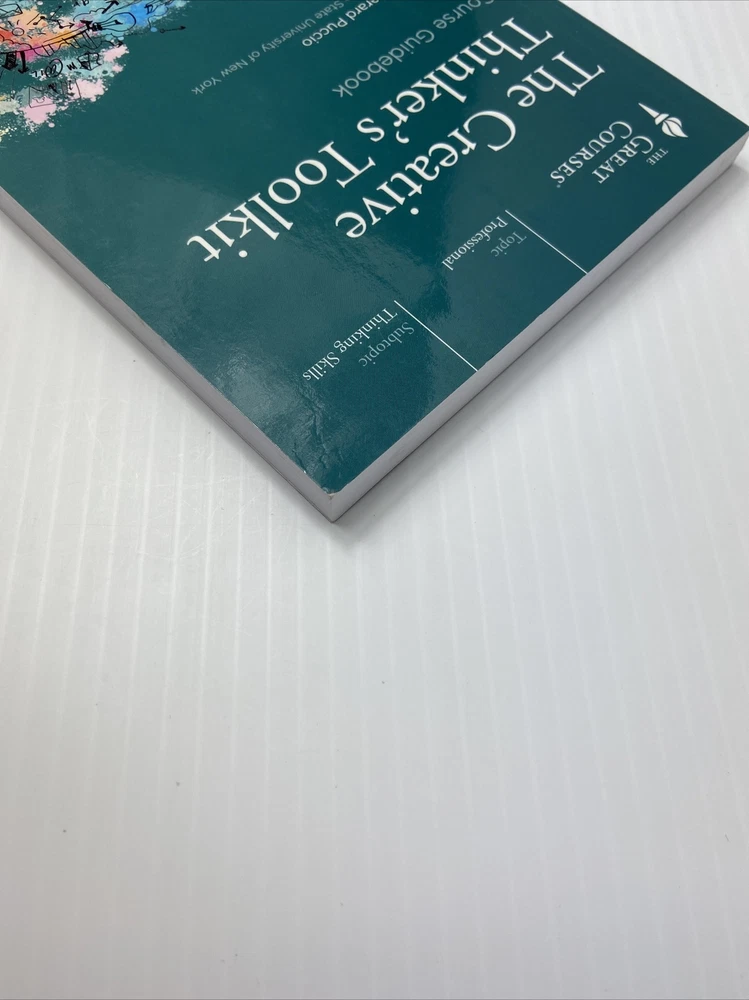 THE
GREAT
COURSES®
Topic
Professional
Subtopic
Thinking Skills
The Creative
Thinker's Toolkit
Course Guidebook
Gerard Puccio
State University of New York